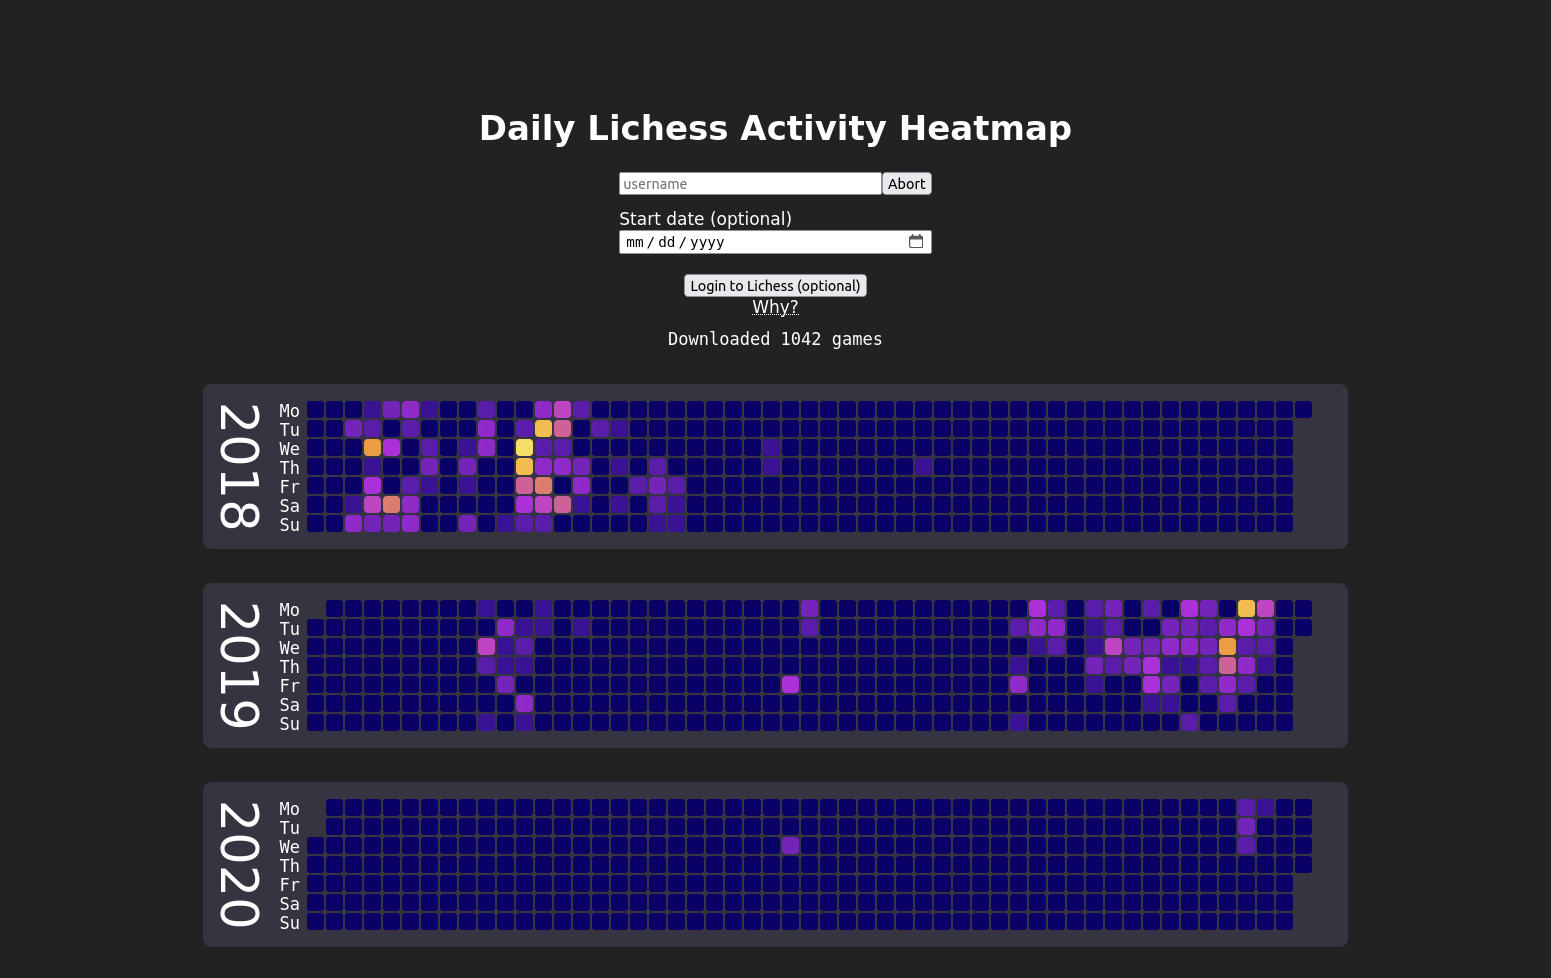 Daily Lichess Activity Heatmap
username Abort
Start date (optional)
mm / dd / yyyy
Login to Lichess (optional)
Why?
Downloaded 1042 games
2018
Mo
Tu
We
Th
Fr
Sa
Su
2019
Mo
Tu
We
Th
Fr
Sa
Su
2020
Mo
Tu
We
Th
Fr
Sa
Su